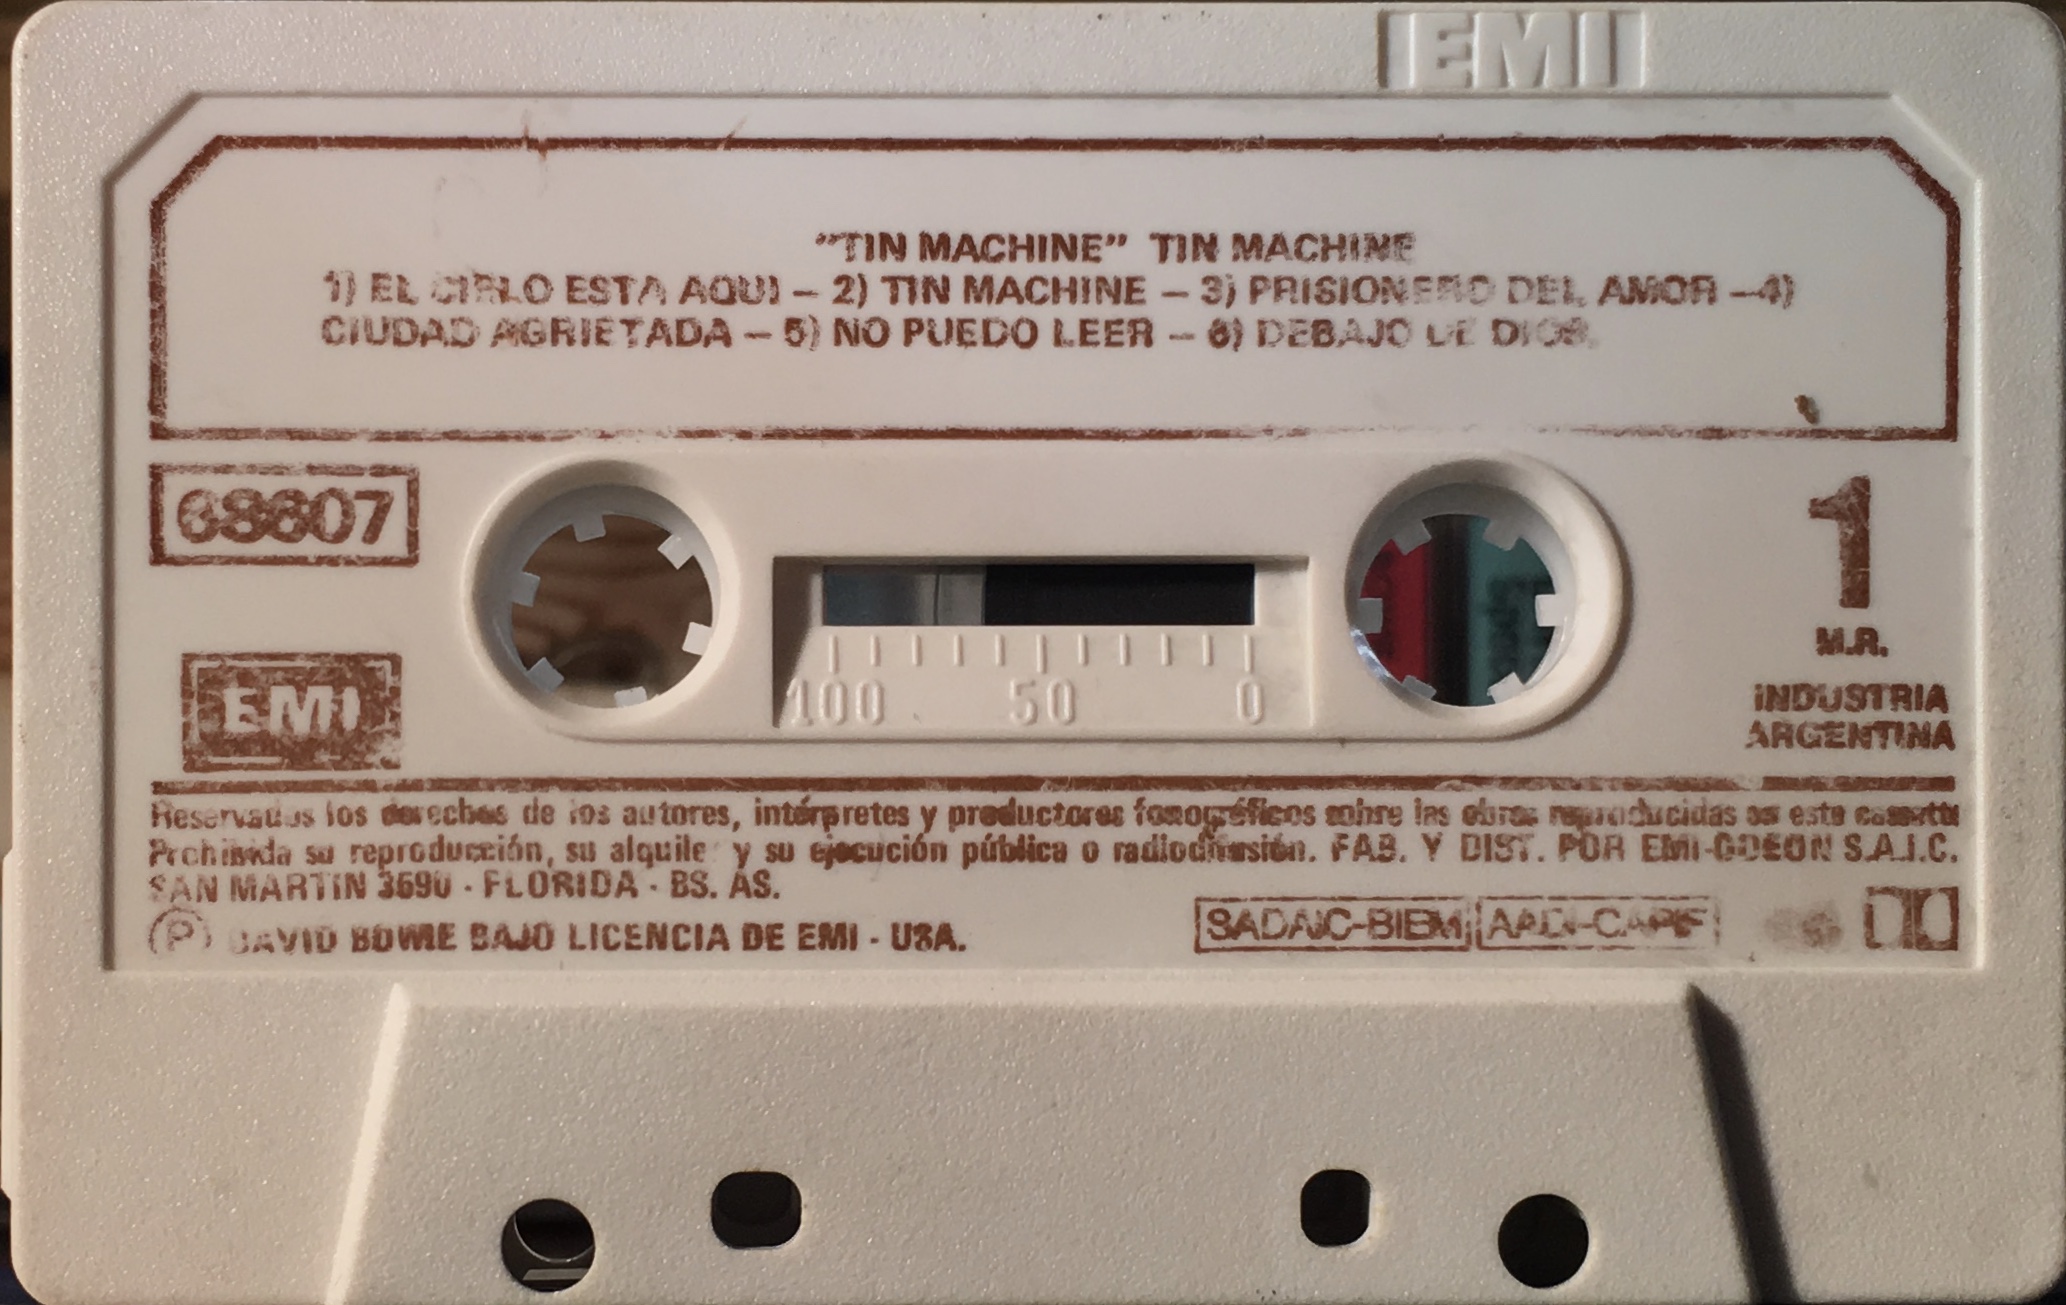 EMI
"TIN MACHINE" TIN MACHINE
1) EL CIELO ESTA AQUI – 2) TIN MACHINE – 3) PRISIONERO DEL AMOR – 4)
CIUDAD AGRIETADA – 5) NO PUEDO LEER – 6) DEBAJO DE DIOS.
68807
1
M.R.
EMI
100 50 0
INDUSTRIA
ARGENTINA
Reservados los derechos de los autores, intérpretes y productores fonográficos sobre las obras reproducidas en este cassette
Prohibida su reproducción, su alquiler y su ejecución pública o radiodifusión. FAB. Y DIST. POR EMI-ODEON S.A.I.C.
SAN MARTIN 3690 · FLORIDA · BS. AS.
Ⓟ DAVID BOWIE BAJO LICENCIA DE EMI · USA.
SADAIC-BIEM AADI-CAPIF